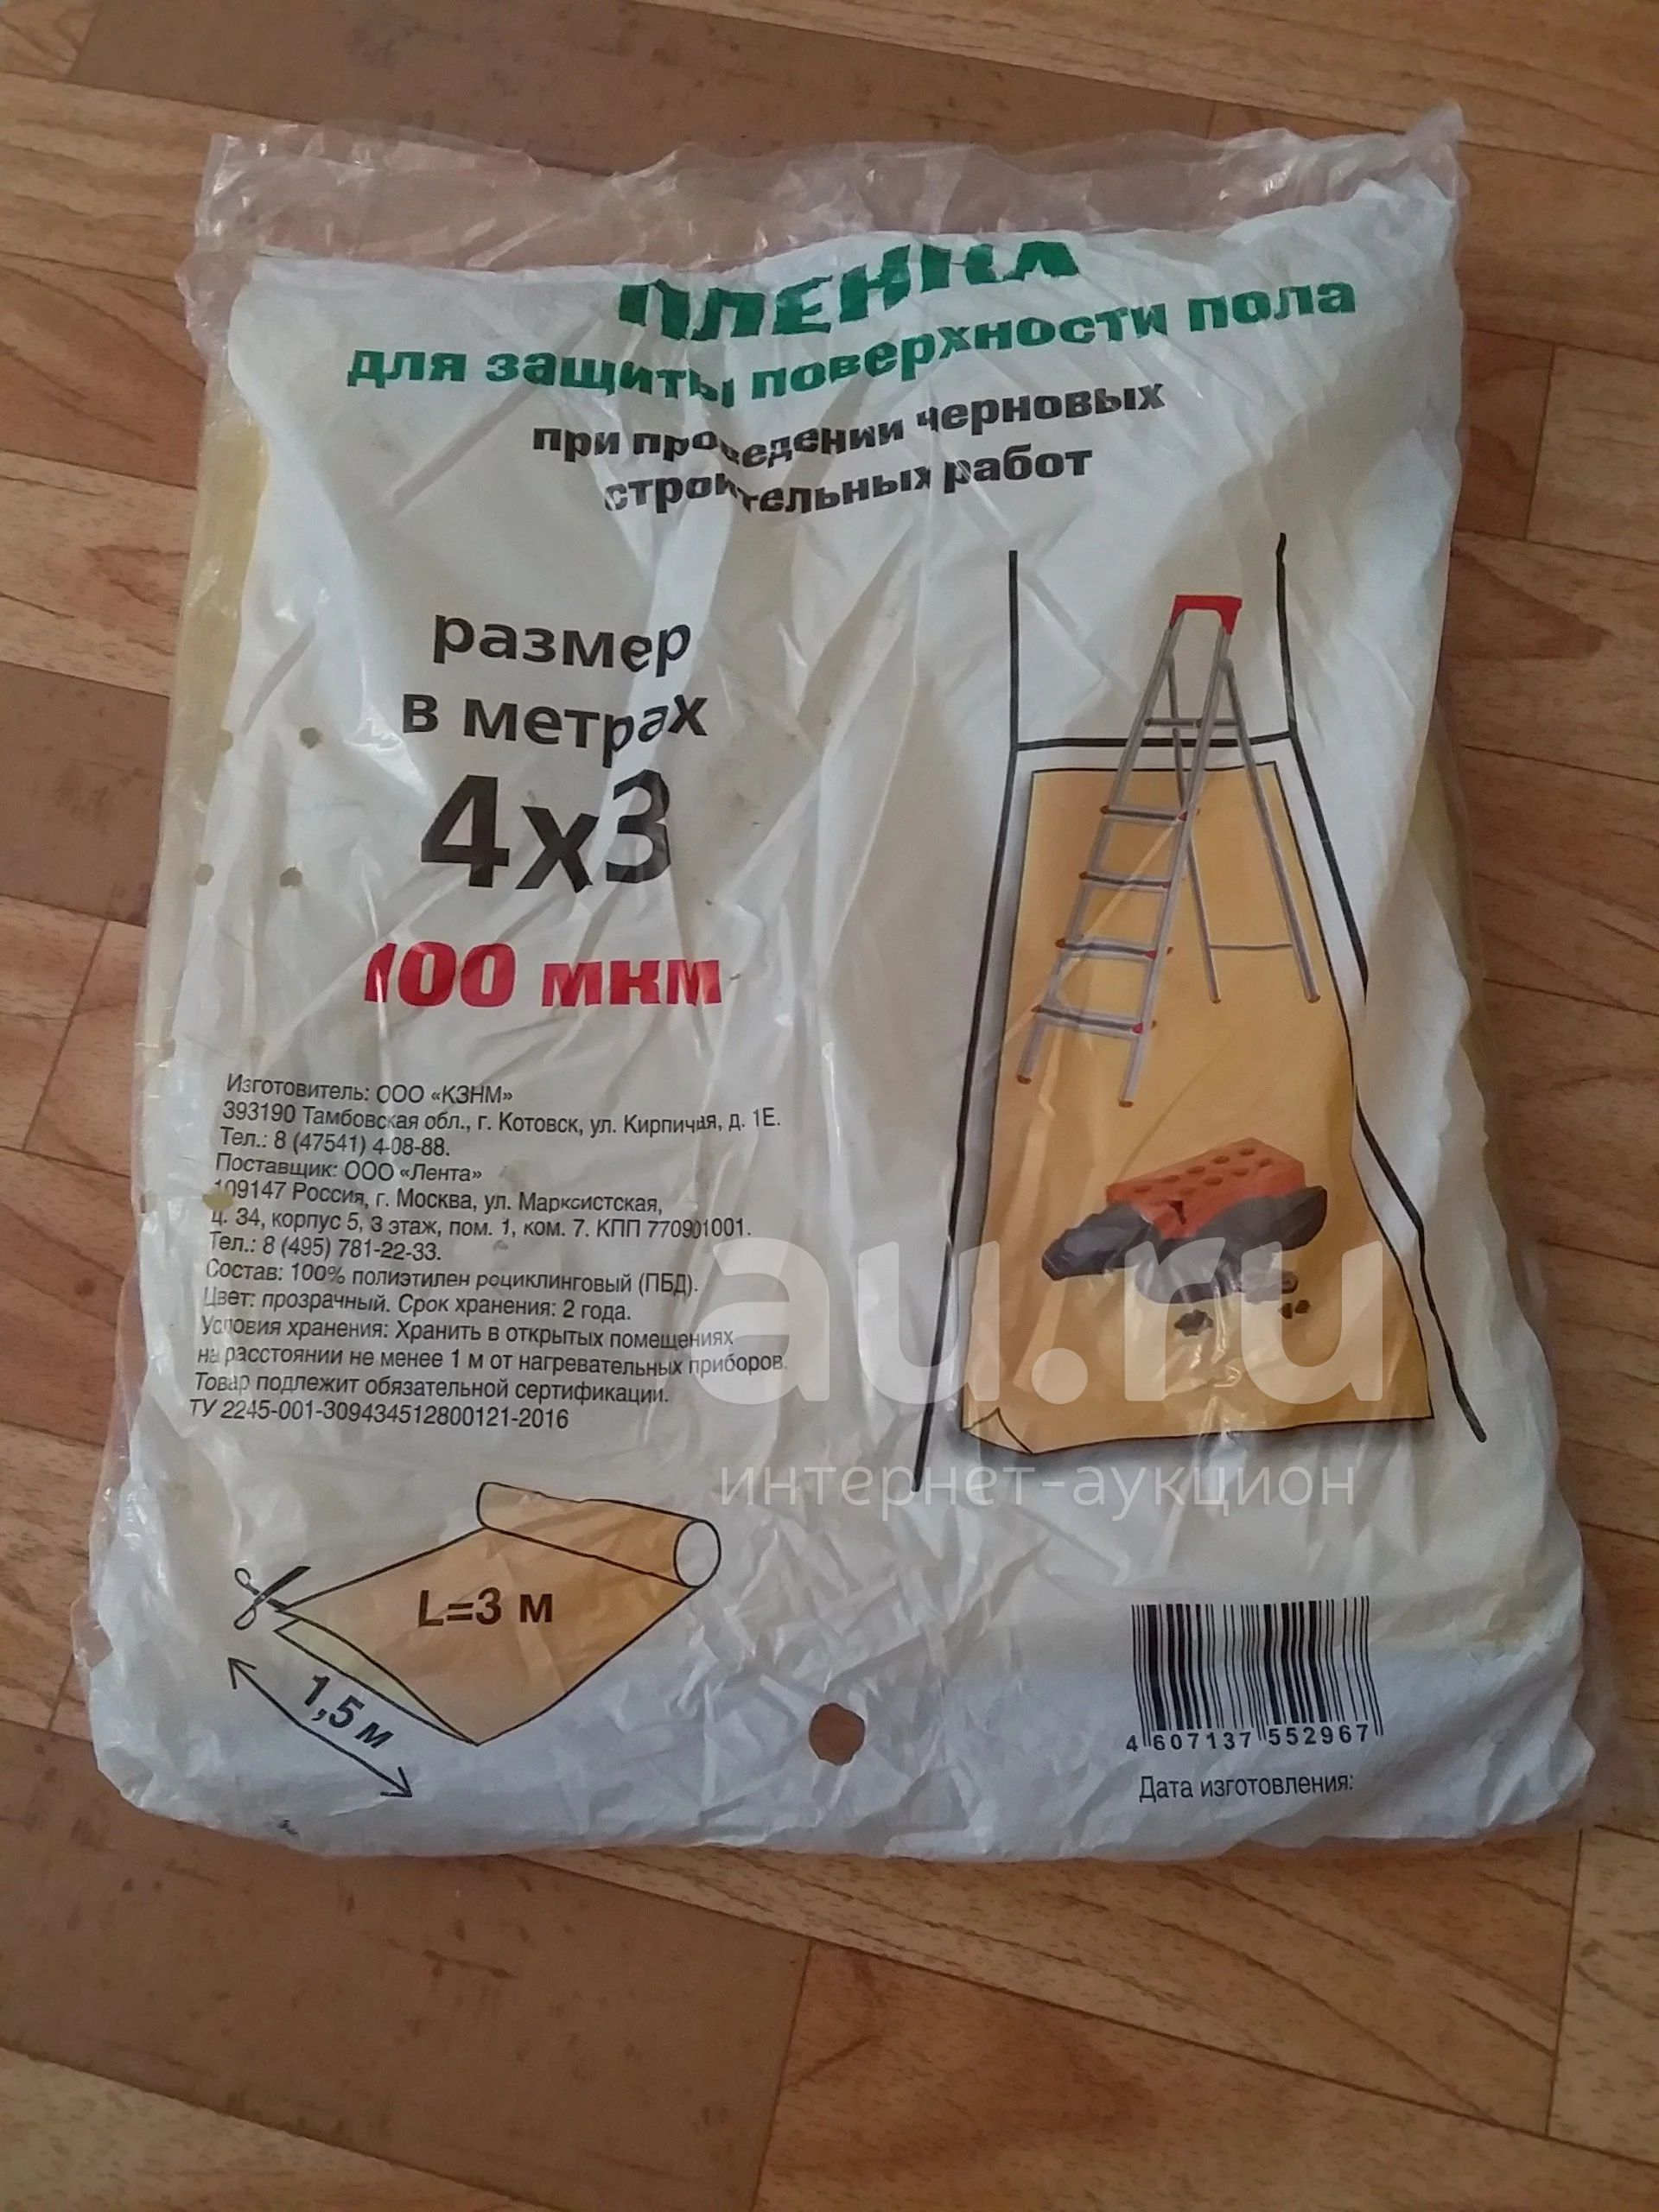 ПЛЕНКА
для защиты поверхности пола
при проведении черновых
строительных работ
размер
в метрах
4х3
100 мкм
Изготовитель: ООО «КЗНМ»
393190 Тамбовская обл., г. Котовск, ул. Кирпичная, д. 1Е.
Тел.: 8 (47541) 4-08-88.
Поставщик: ООО «Лента»
109147 Россия, г. Москва, ул. Марксистская,
д. 34, корпус 5, 3 этаж, пом. 1, ком. 7. КПП 770901001.
Тел.: 8 (495) 781-22-33.
Состав: 100% полиэтилен рециклинговый (ПВД).
Цвет: прозрачный. Срок хранения: 2 года.
Условия хранения: Хранить в открытых помещениях
на расстоянии не менее 1 м от нагревательных приборов.
Товар подлежит обязательной сертификации.
ТУ 2245-001-309434512800121-2016
au.ru
интернет-аукцион
L=3 м
1,5 м
4 607137 552967
Дата изготовления: